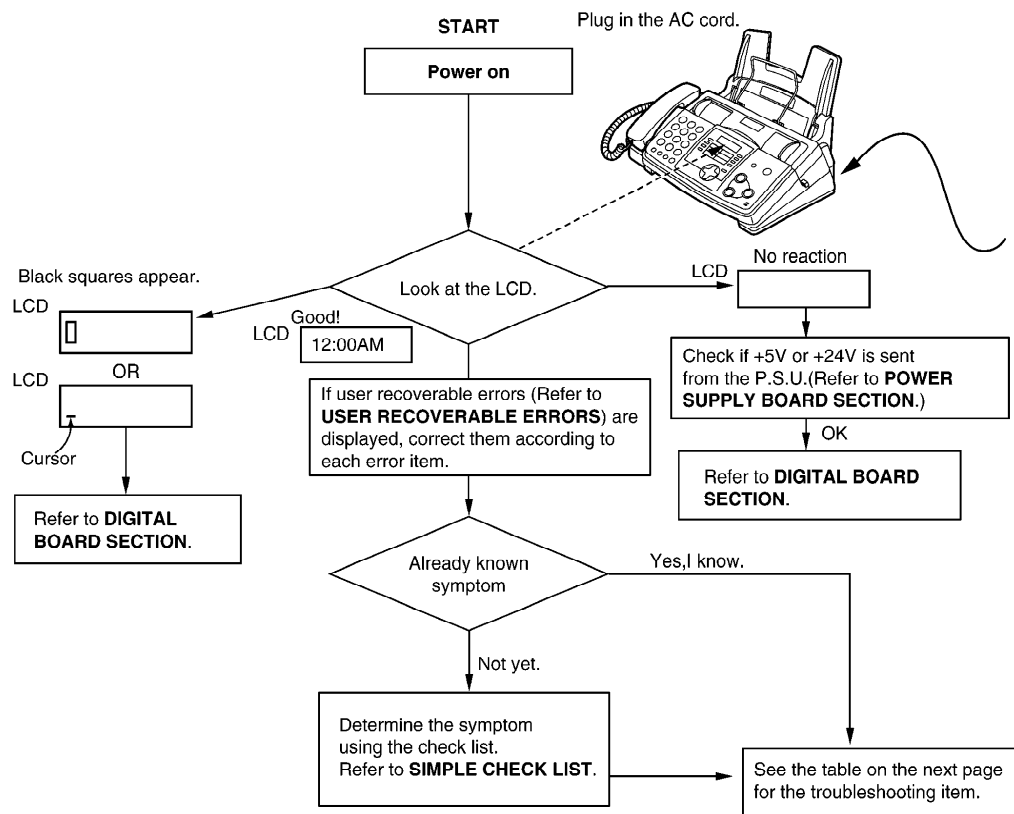 START
Plug in the AC cord.
Power on
Look at the LCD.
Black squares appear.
LCD
OR
LCD
Cursor
Refer to DIGITAL
BOARD SECTION.
Good!
LCD
12:00AM
If user recoverable errors (Refer to
USER RECOVERABLE ERRORS) are
displayed, correct them according to
each error item.
No reaction
LCD
Check if +5V or +24V is sent
from the P.S.U.(Refer to POWER
SUPPLY BOARD SECTION.)
OK
Refer to DIGITAL BOARD
SECTION.
Already known
symptom
Yes,I know.
Not yet.
Determine the symptom
using the check list.
Refer to SIMPLE CHECK LIST.
See the table on the next page
for the troubleshooting item.